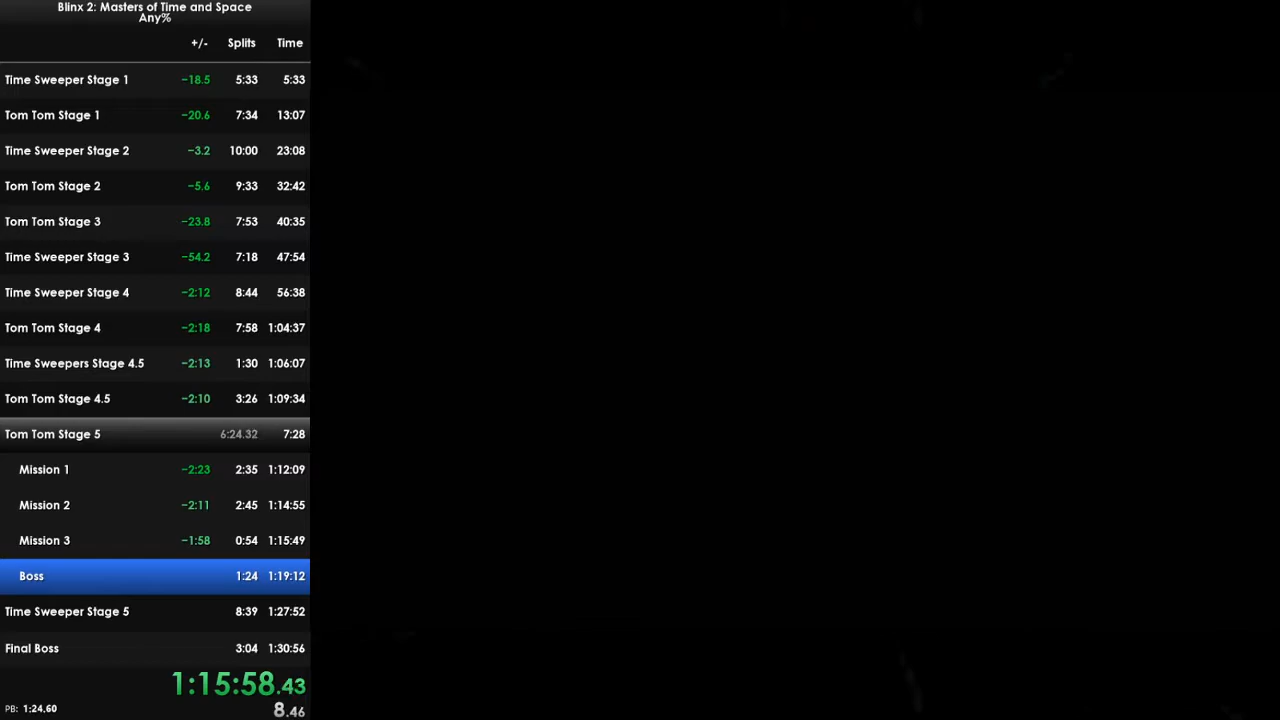 Blinx 2: Masters of Time and Space
Any%
+/- Splits Time
Time Sweeper Stage 1 −18.5 5:33 5:33
Tom Tom Stage 1 −20.6 7:34 13:07
Time Sweeper Stage 2 −3.2 10:00 23:08
Tom Tom Stage 2 −5.6 9:33 32:42
Tom Tom Stage 3 −23.8 7:53 40:35
Time Sweeper Stage 3 −54.2 7:18 47:54
Time Sweeper Stage 4 −2:12 8:44 56:38
Tom Tom Stage 4 −2:18 7:58 1:04:37
Time Sweepers Stage 4.5 −2:13 1:30 1:06:07
Tom Tom Stage 4.5 −2:10 3:26 1:09:34
Tom Tom Stage 5 6:24.32 7:28
Mission 1 −2:23 2:35 1:12:09
Mission 2 −2:11 2:45 1:14:55
Mission 3 −1:58 0:54 1:15:49
Boss 1:24 1:19:12
Time Sweeper Stage 5 8:39 1:27:52
Final Boss 3:04 1:30:56
1:15:58.43
PB: 1:24.60 8.46